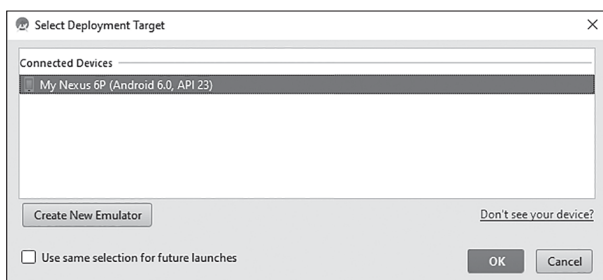 Select Deployment Target
Connected Devices
My Nexus 6P (Android 6.0, API 23)
Create New Emulator
Don't see your device?
Use same selection for future launches
OK
Cancel